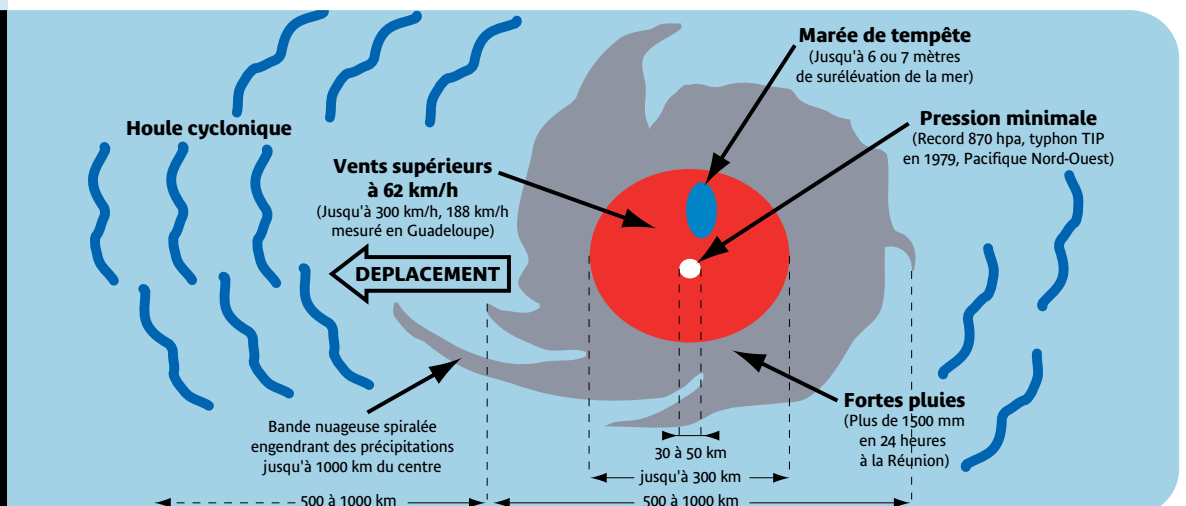 Marée de tempête
(Jusqu'à 6 ou 7 mètres
de surélévation de la mer)
Houle cyclonique
Pression minimale
(Record 870 hpa, typhon TIP
en 1979, Pacifique Nord-Ouest)
Vents supérieurs
à 62 km/h
(Jusqu'à 300 km/h, 188 km/h
mesuré en Guadeloupe)
DEPLACEMENT
Fortes pluies
(Plus de 1500 mm
en 24 heures
à la Réunion)
Bande nuageuse spiralée
engendrant des précipitations
jusqu'à 1000 km du centre
30 à 50 km
jusqu'à 300 km
500 à 1000 km
500 à 1000 km